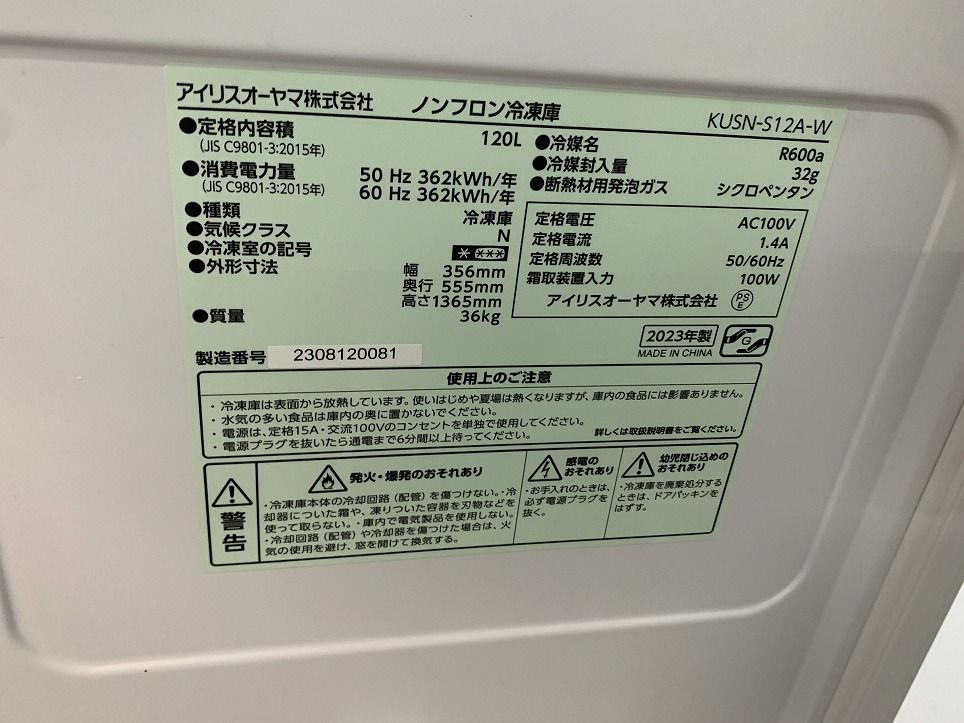 アイリスオーヤマ株式会社 ノンフロン冷凍庫 KUSN-S12A-W
●定格内容積 120L
(JIS C9801-3:2015年)
●消費電力量 50 Hz 362kWh/年
(JIS C9801-3:2015年) 60 Hz 362kWh/年
●種類 冷凍庫
●気候クラス N
●冷凍室の記号 * ***
●外形寸法 幅 356mm
奥行 555mm
高さ1365mm
●質量 36kg
●冷媒名 R600a
●冷媒封入量 32g
●断熱材用発泡ガス シクロペンタン
定格電圧 AC100V
定格電流 1.4A
定格周波数 50/60Hz
霜取装置入力 100W
アイリスオーヤマ株式会社 PSE
製造番号 2308120081
2023年製
MADE IN CHINA
G
使用上のご注意
・冷凍庫は表面から放熱しています。使いはじめや夏場は熱くなりますが、庫内の食品には影響ありません。
・水気の多い食品は庫内の奥に置かないでください。
・電源は、定格15A・交流100Vのコンセントを単独で使用してください。
・電源プラグを抜いたら通電まで6分間以上待ってください。 詳しくは取扱説明書をご覧ください。
警告
発火・爆発のおそれあり
・冷凍庫本体の冷却回路(配管)を傷つけない。・冷
却器についた霜や、凍りついた容器を刃物などを
使って取らない。・庫内で電気製品を使用しない。
・冷却回路(配管)や冷却器を傷つけた場合は、火
気の使用を避け、窓を開けて換気する。
感電の
おそれあり
・お手入れのときは、
必ず電源プラグを
抜く。
幼児閉じ込めの
おそれあり
・冷凍庫を廃棄処分する
ときは、ドアパッキンを
はずす。